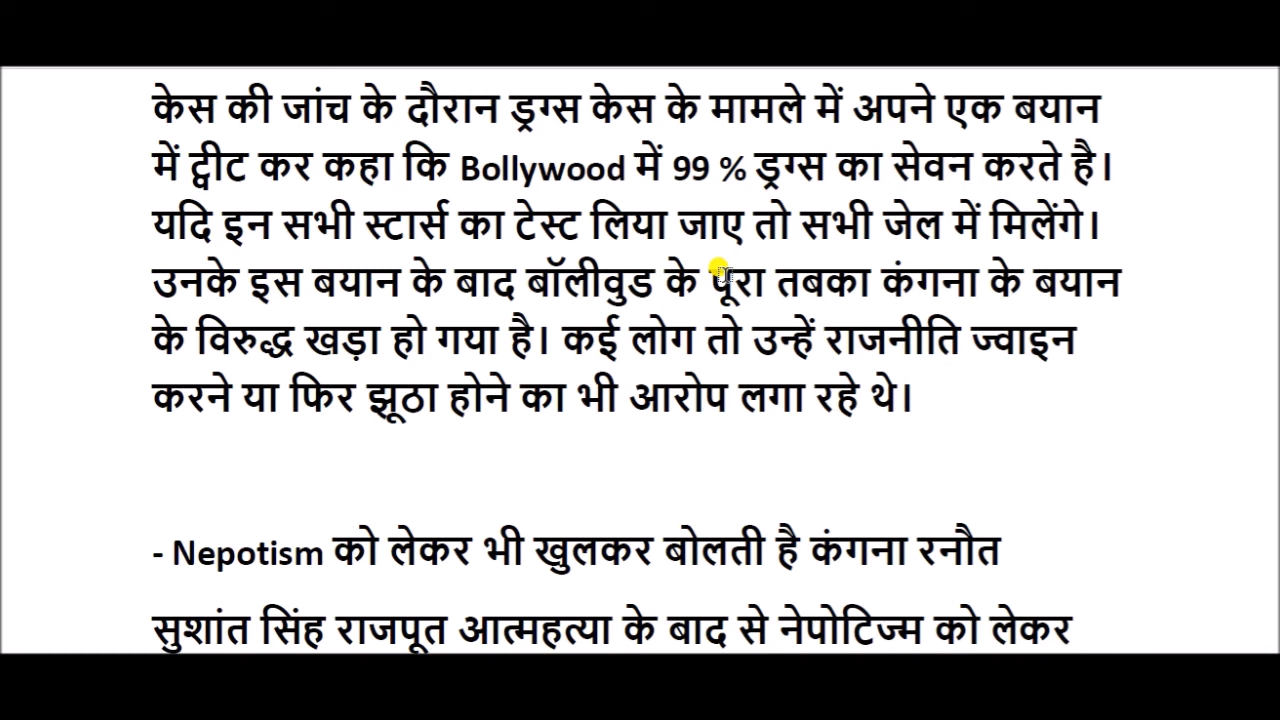 केस की जांच के दौरान ड्रग्स केस के मामले में अपने एक बयान
में ट्वीट कर कहा कि Bollywood में 99 % ड्रग्स का सेवन करते है।
यदि इन सभी स्टार्स का टेस्ट लिया जाए तो सभी जेल में मिलेंगे।
उनके इस बयान के बाद बॉलीवुड के पूरा तबका कंगना के बयान
के विरुद्ध खड़ा हो गया है। कई लोग तो उन्हें राजनीति ज्वाइन
करने या फिर झूठा होने का भी आरोप लगा रहे थे।
- Nepotism को लेकर भी खुलकर बोलती है कंगना रनौत
सुशांत सिंह राजपूत आत्महत्या के बाद से नेपोटिज्म को लेकर